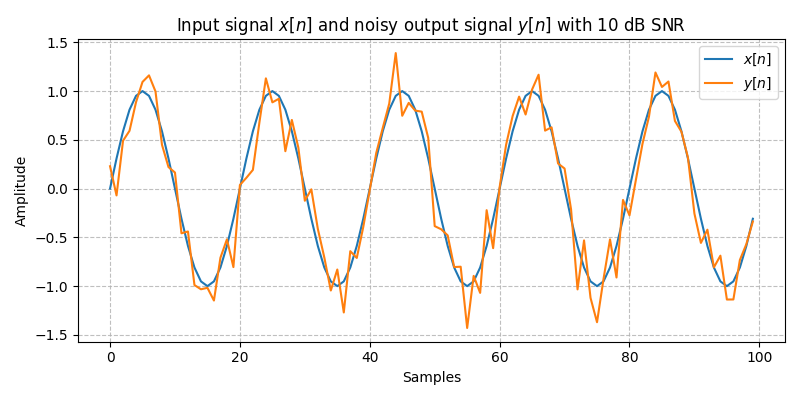 Input signal x[n] and noisy output signal y[n] with 10 dB SNR
x[n]
y[n]
1.5
1.0
0.5
0.0
−0.5
−1.0
−1.5
Amplitude
0 20 40 60 80 100
Samples